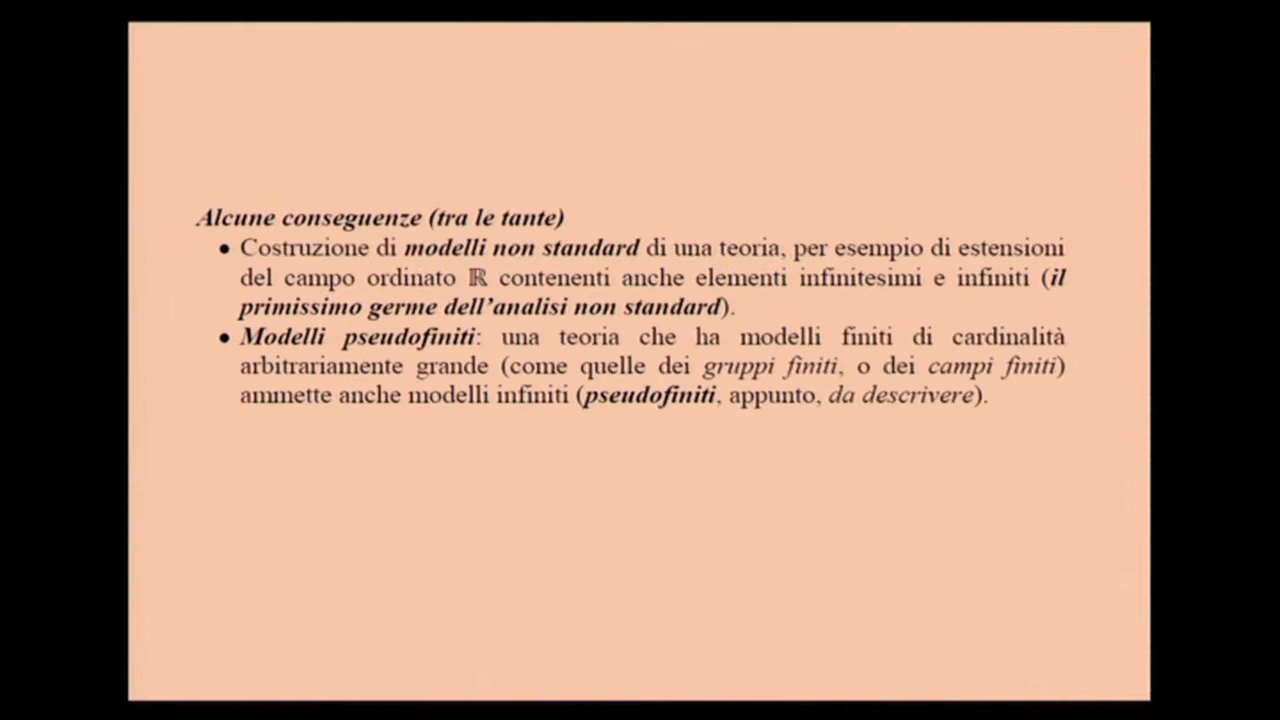 Alcune conseguenze (tra le tante)
• Costruzione di modelli non standard di una teoria, per esempio di estensioni
del campo ordinato ℝ contenenti anche elementi infinitesimi e infiniti (il
primissimo germe dell’analisi non standard).
• Modelli pseudofiniti: una teoria che ha modelli finiti di cardinalità
arbitrariamente grande (come quelle dei gruppi finiti, o dei campi finiti)
ammette anche modelli infiniti (pseudofiniti, appunto, da descrivere).